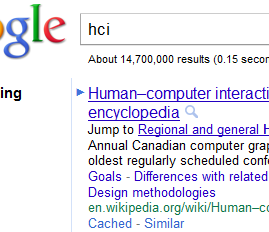 ogle
hci
About 14,700,000 results (0.15 secon
ing
Human–computer interacti
encyclopedia
Jump to Regional and general H
Annual Canadian computer grap
oldest regularly scheduled conf
Goals - Differences with related
Design methodologies
en.wikipedia.org/wiki/Human–co
Cached - Similar